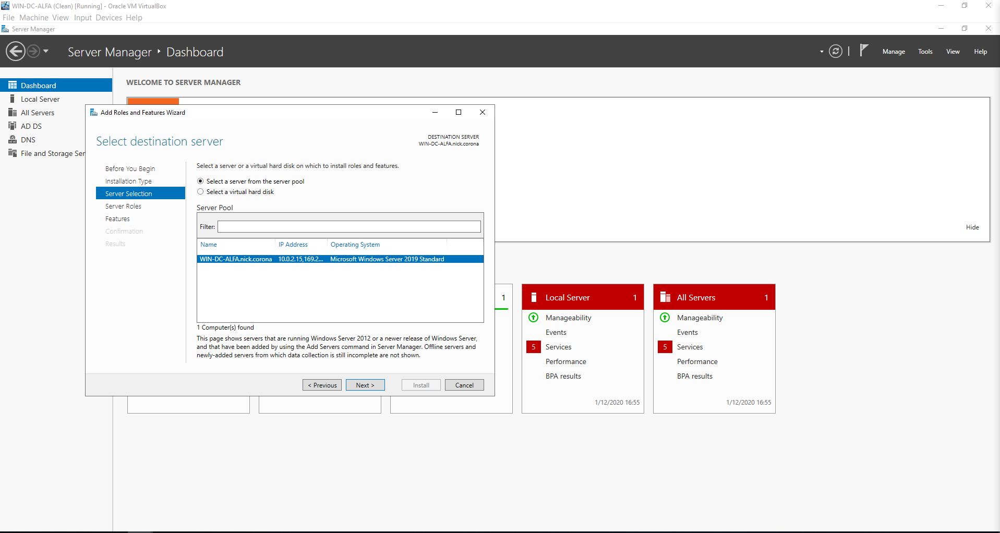 WIN-DC-ALFA (Clean) [Running] - Oracle VM VirtualBox
File Machine View Input Devices Help
Server Manager
Server Manager Dashboard
Manage Tools View Help
Dashboard
Local Server
All Servers
AD DS
DNS
File and Storage Ser
WELCOME TO SERVER MANAGER
Hide
Add Roles and Features Wizard
Select destination server
DESTINATION SERVER
WIN-DC-ALFA.nick.corona
Before You Begin
Installation Type
Server Selection
Server Roles
Features
Confirmation
Results
Select a server or a virtual hard disk on which to install roles and features.
Select a server from the server pool
Select a virtual hard disk
Server Pool
Filter:
Name IP Address Operating System
WIN-DC-ALFA.nick.corona 10.0.2.15,169.2... Microsoft Windows Server 2019 Standard
1 Computer(s) found
This page shows servers that are running Windows Server 2012 or a newer release of Windows Server,
and that have been added by using the Add Servers command in Server Manager. Offline servers and
newly-added servers from which data collection is still incomplete are not shown.
< Previous Next > Install Cancel
1
Local Server 1
Manageability
Events
5 Services
Performance
BPA results
1/12/2020 16:55
All Servers 1
Manageability
Events
5 Services
Performance
BPA results
1/12/2020 16:55